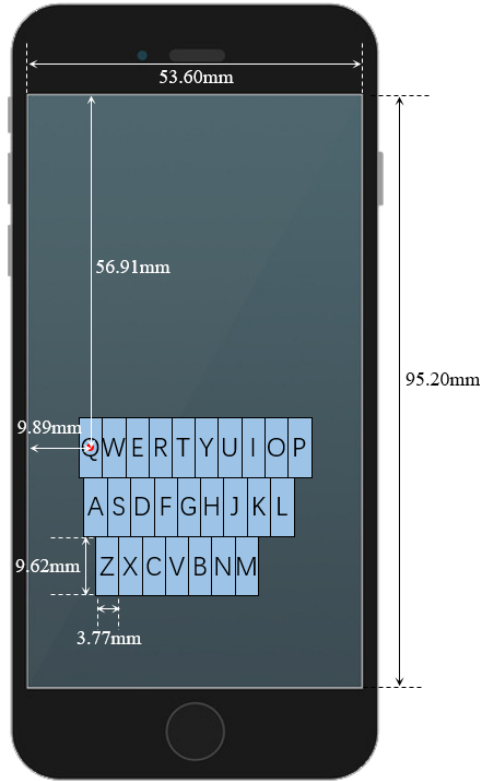 53.60mm
56.91mm
95.20mm
9.89mm
QWERTYUIOP
ASDFGHJKL
9.62mm
ZXCVBNM
3.77mm